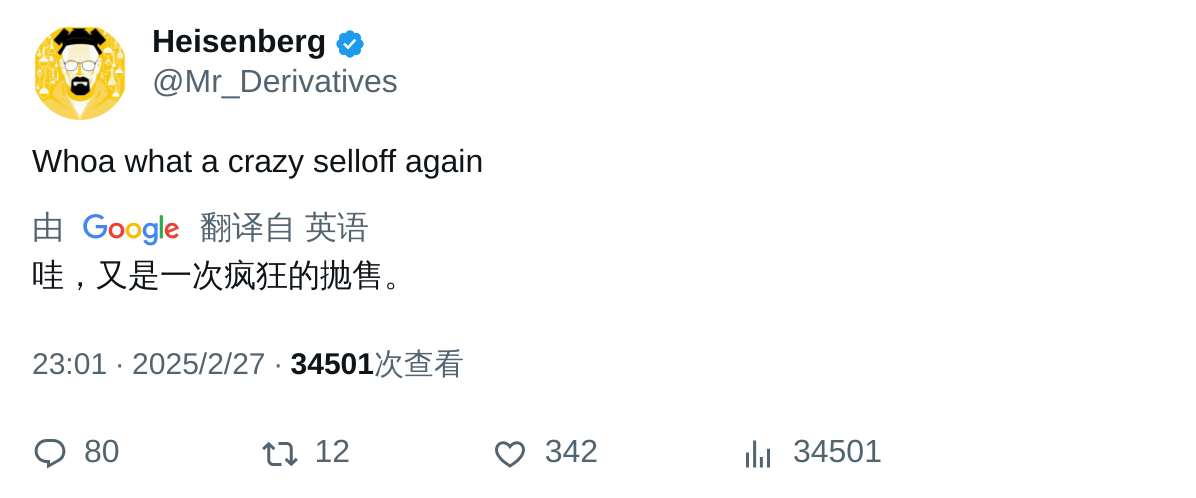 Heisenberg
@Mr_Derivatives
Whoa what a crazy selloff again
由 Google 翻译自 英语
哇，又是一次疯狂的抛售。
23:01 · 2025/2/27 · 34501次查看
80 12 342 34501